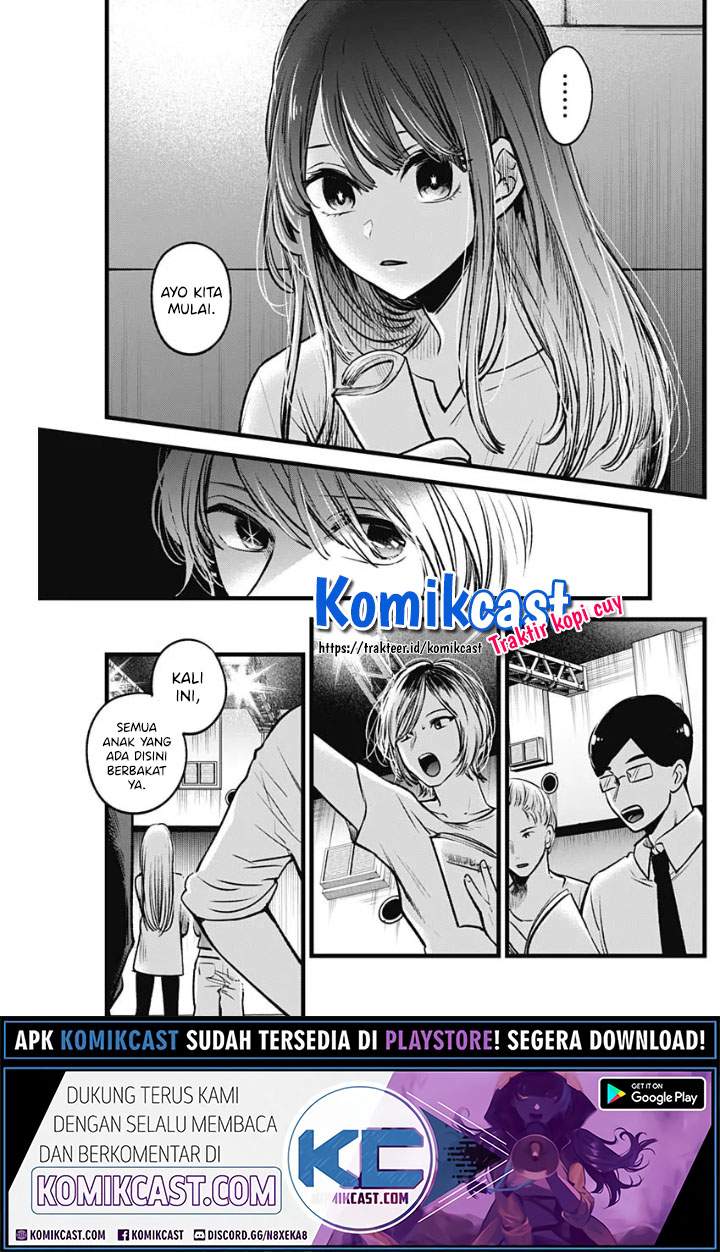 ......
AYO KITA
MULAI.
Komikcast
Traktir kopi cuy
https://trakteer.id/komikcast
KALI
INI,
SEMUA
ANAK YANG
ADA DISINI
BERBAKAT
YA.
APK KOMIKCAST SUDAH TERSEDIA DI PLAYSTORE! SEGERA DOWNLOAD!
DUKUNG TERUS KAMI
DENGAN SELALU MEMBACA
DAN BERKOMENTAR DI
KOMIKCAST.COM
KC
KOMIKCAST.COM
GET IT ON
Google Play
KOMIKCAST.COM
KOMIKCAST
DISCORD.GG/N8XEKA8